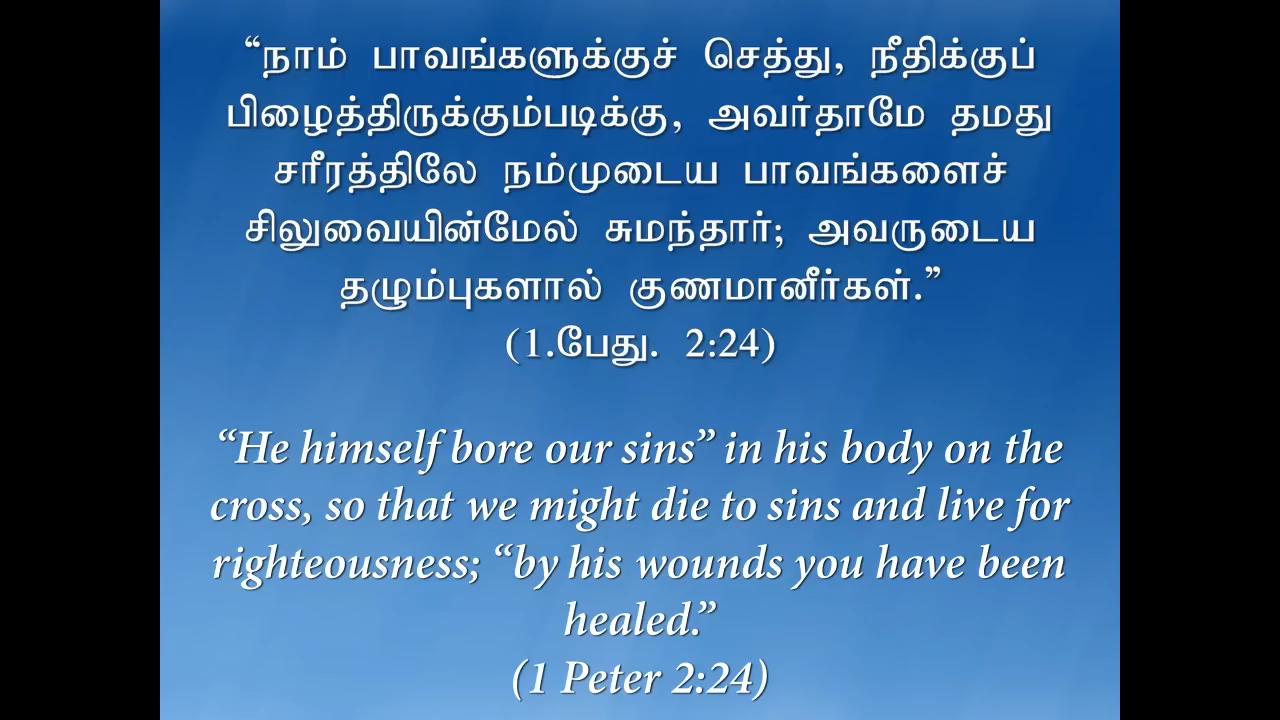 “நாம் பாவங்களுக்குச் செத்து, நீதிக்குப்
பிழைத்திருக்கும்படிக்கு, அவர்தாமே தமது
சரீரத்திலே நம்முடைய பாவங்களைச்
சிலுவையின்மேல் சுமந்தார்; அவருடைய
தழும்புகளால் குணமானீர்கள்.”
(1.பேது. 2:24)
“He himself bore our sins” in his body on the
cross, so that we might die to sins and live for
righteousness; “by his wounds you have been
healed.”
(1 Peter 2:24)